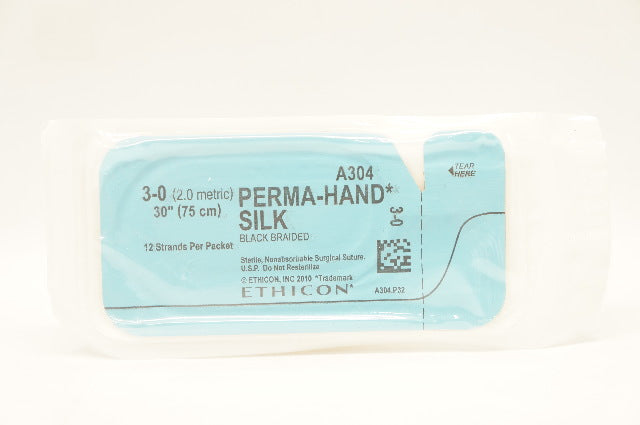 A304
3-0 (2.0 metric)
30" (75 cm)
12 Strands Per Packet
PERMA-HAND*
SILK
BLACK BRAIDED
Sterile, Nonabsorbable Surgical Suture,
U.S.P. Do Not Resterilize
© ETHICON, INC 2010 *Trademark
ETHICON*
3-0
A304.P32
TEAR
HERE